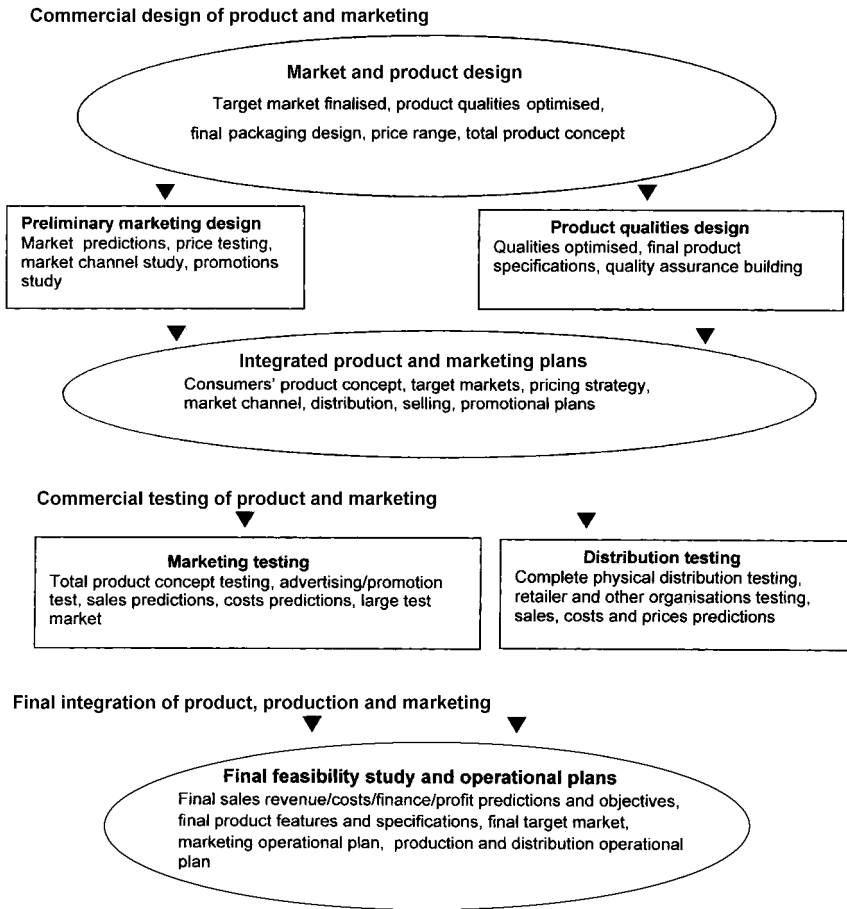 Commercial design of product and marketing
Market and product design
Target market finalised, product qualities optimised,
final packaging design, price range, total product concept
Preliminary marketing design
Market predictions, price testing,
market channel study, promotions
study
Product qualities design
Qualities optimised, final product
specifications, quality assurance building
Integrated product and marketing plans
Consumers' product concept, target markets, pricing strategy,
market channel, distribution, selling, promotional plans
Commercial testing of product and marketing
Marketing testing
Total product concept testing, advertising/promotion
test, sales predictions, costs predictions, large test
market
Distribution testing
Complete physical distribution testing,
retailer and other organisations testing,
sales, costs and prices predictions
Final integration of product, production and marketing
Final feasibility study and operational plans
Final sales revenue/costs/finance/profit predictions and objectives,
final product features and specifications, final target market,
marketing operational plan, production and distribution operational
plan